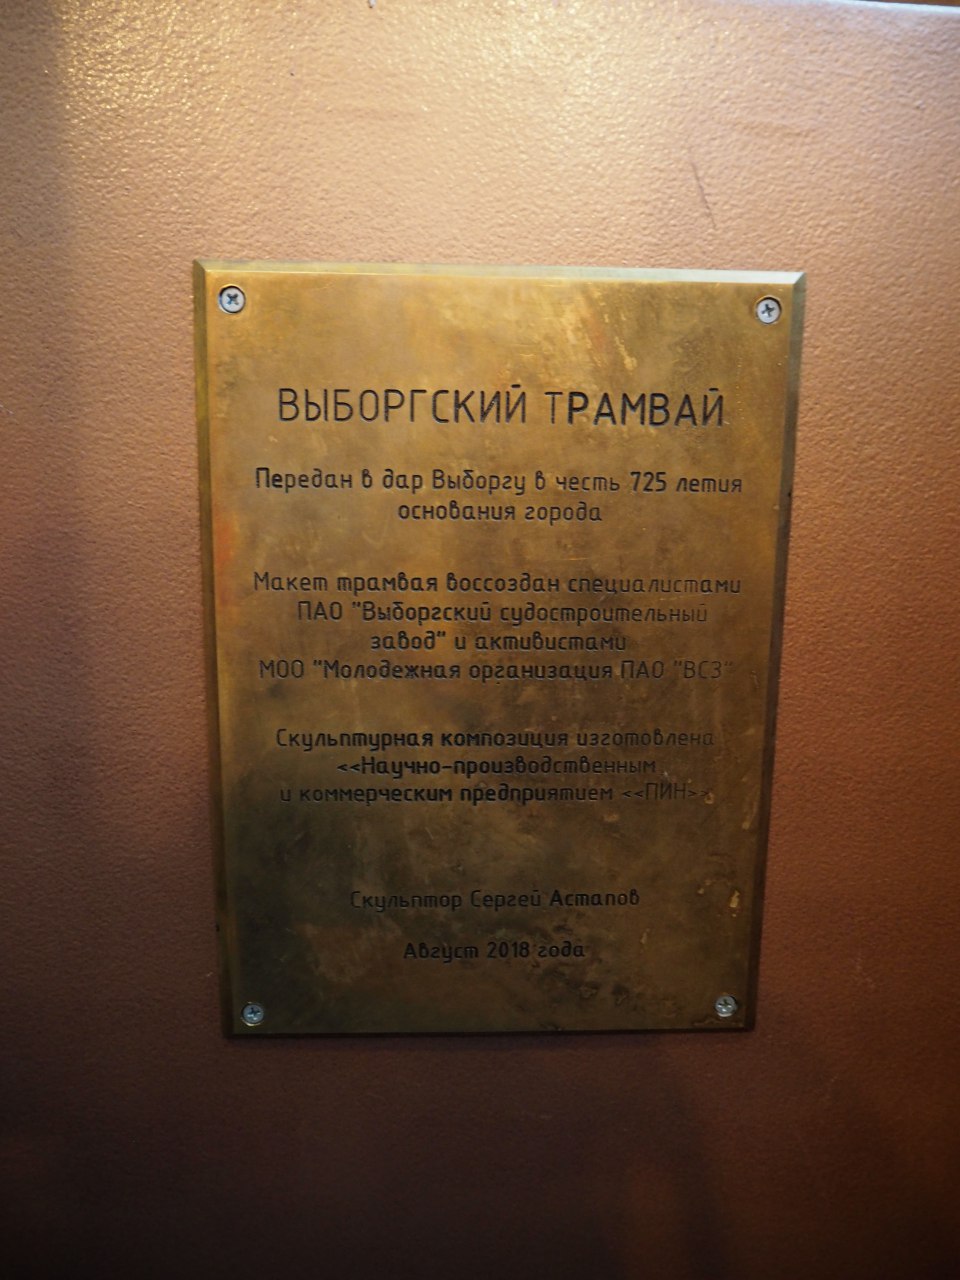 ВЫБОРГСКИЙ ТРАМВАЙ
Передан в дар Выборгу в честь 725 летия
основания города
Макет трамвая воссоздан специалистами
ПАО "Выборгский судостроительный
завод" и активистами
МОО "Молодежная организация ПАО "ВСЗ"
Скульптурная композиция изготовлена
<<Научно-производственным
и коммерческим предприятием <<ПИН>>
Скульптор Сергей Астапов
Август 2018 года